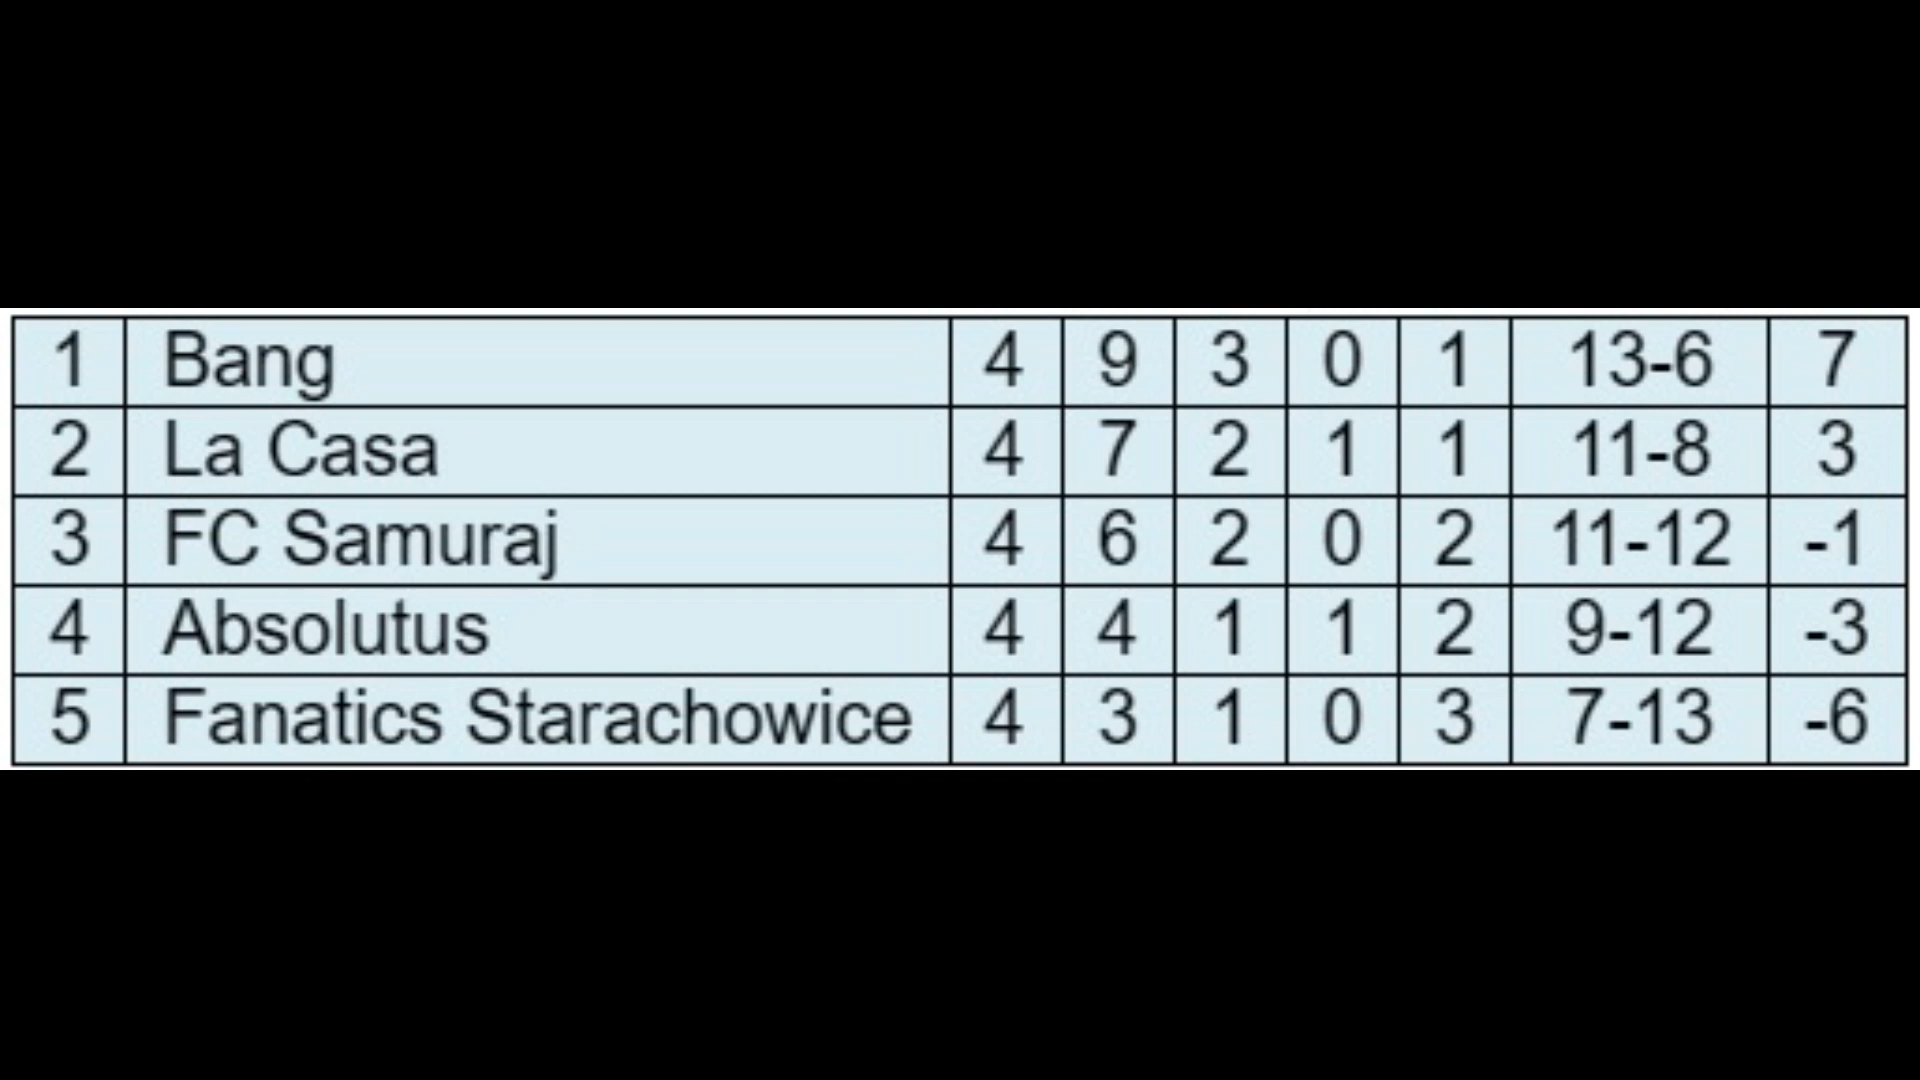 1 Bang 4 9 3 0 1 13-6 7
2 La Casa 4 7 2 1 1 11-8 3
3 FC Samuraj 4 6 2 0 2 11-12 -1
4 Absolutus 4 4 1 1 2 9-12 -3
5 Fanatics Starachowice 4 3 1 0 3 7-13 -6